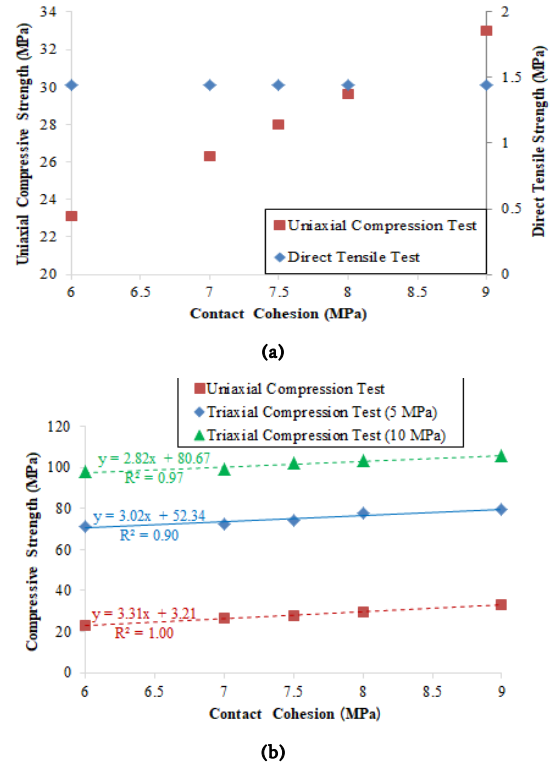 34
32
30
28
26
24
22
20
Uniaxial Compressive Strength (MPa)
2
1.5
1
0.5
0
Direct Tensile Strength (MPa)
Uniaxial Compression Test
Direct Tensile Test
6 6.5 7 7.5 8 8.5 9
Contact Cohesion (MPa)
(a)
Uniaxial Compression Test
Triaxial Compression Test (5 MPa)
Triaxial Compression Test (10 MPa)
120
100
80
60
40
20
0
Compressive Strength (MPa)
y = 2.82x + 80.67
R² = 0.97
y = 3.02x + 52.34
R² = 0.90
y = 3.31x + 3.21
R² = 1.00
6 6.5 7 7.5 8 8.5 9
Contact Cohesion (MPa)
(b)